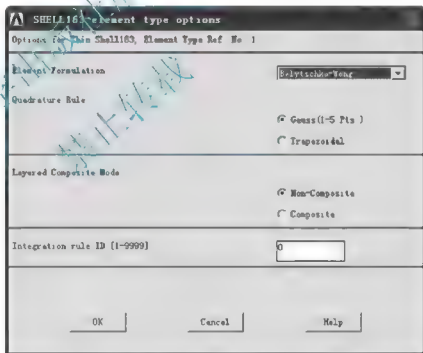 SHELL163 element type options
Options for Thin Shell163, Element Type Ref No 1
Element Formulation
Belytschko-Wong
Quadrature Rule
Gauss(1-5 Pts )
Trapezoidal
Layered Composite Mode
Non-Composite
Composite
Integration rule ID [1-9999]
0
OK Cancel Help